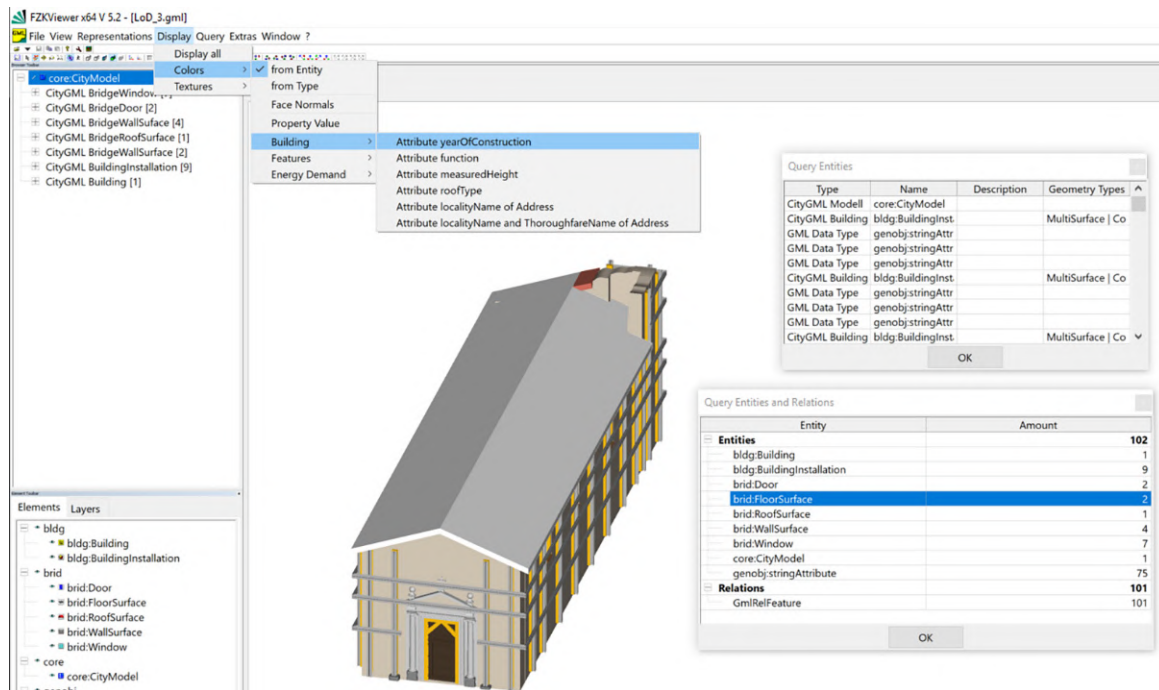 FZKViewer x64 V 5.2 - [LoD_3.gml]
File View Representations Display Query Extras Window ?
Display all
Colors
Textures
from Entity
from Type
Face Normals
Property Value
Building
Features
Energy Demand
Attribute yearOfConstruction
Attribute function
Attribute measuredHeight
Attribute roofType
Attribute localityName of Address
Attribute localityName and ThoroughfareName of Address
core:CityModel
CityGML BridgeWindow
CityGML BridgeDoor [2]
CityGML BridgeWallSuface [4]
CityGML BridgeRoofSurface [1]
CityGML BridgeWallSurface [2]
CityGML BuildingInstallation [9]
CityGML Building [1]
Query Entities
Type Name Description Geometry Types
CityGML Modell core:CityModel
CityGML Building bldg:BuildingInst. MultiSurface | Co
GML Data Type genobj:stringAttr
GML Data Type genobj:stringAttr
GML Data Type genobj:stringAttr
CityGML Building bldg:BuildingInst. MultiSurface | Co
GML Data Type genobj:stringAttr
GML Data Type genobj:stringAttr
GML Data Type genobj:stringAttr
CityGML Building bldg:BuildingInst. MultiSurface | Co
OK
Query Entities and Relations
Entity Amount
Entities 102
bldg:Building 1
bldg:BuildingInstallation 9
brid:Door 2
brid:FloorSurface 2
brid:RoofSurface 1
brid:WallSurface 4
brid:Window 7
core:CityModel 1
genobj:stringAttribute 75
Relations 101
GmlRelFeature 101
OK
Elements Layers
bldg
bldg:Building
bldg:BuildingInstallation
brid
brid:Door
brid:FloorSurface
brid:RoofSurface
brid:WallSurface
brid:Window
core
core:CityModel